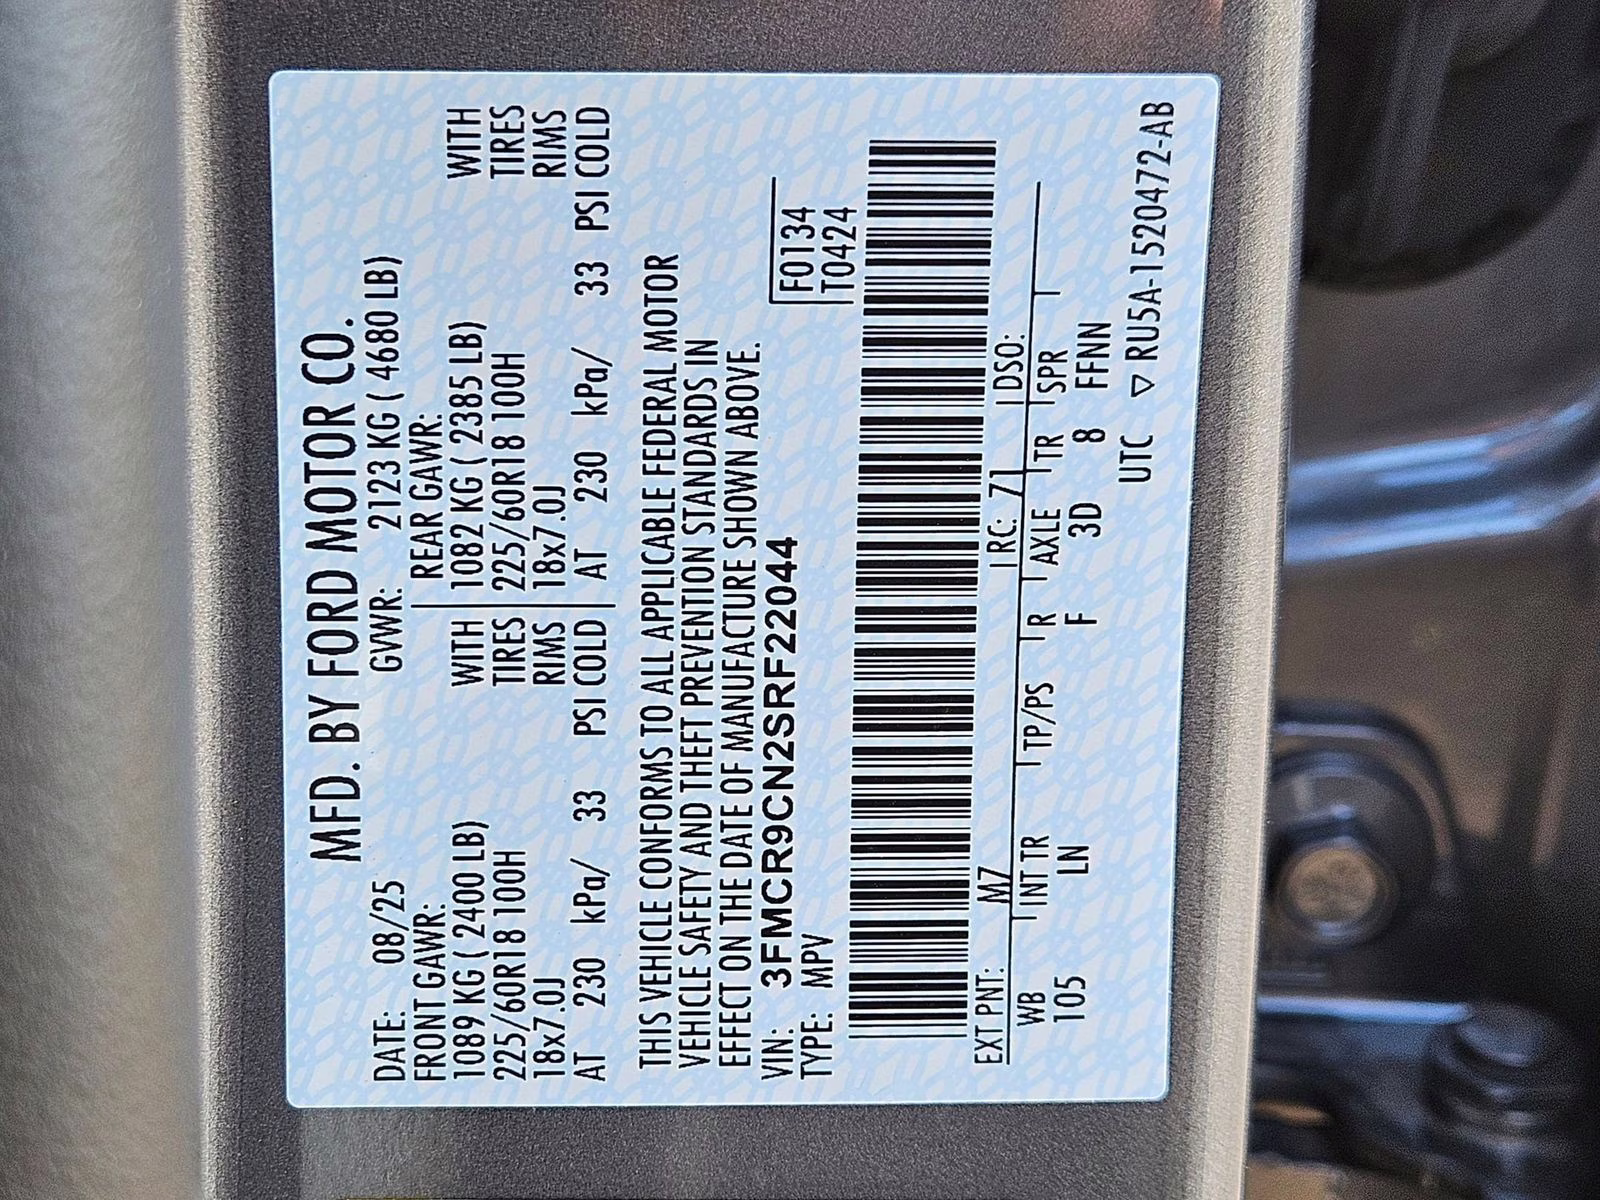 MFD. BY FORD MOTOR CO.
DATE: 08/25 GVWR: 2123 KG ( 4680 LB)
FRONT GAWR: REAR GAWR:
1089 KG ( 2400 LB) WITH 1082 KG ( 2385 LB) WITH
225/60R18 100H TIRES 225/60R18 100H TIRES
18x7.0J RIMS 18x7.0J RIMS
AT 230 kPa/ 33 PSI COLD AT 230 kPa/ 33 PSI COLD
THIS VEHICLE CONFORMS TO ALL APPLICABLE FEDERAL MOTOR
VEHICLE SAFETY AND THEFT PREVENTION STANDARDS IN
EFFECT ON THE DATE OF MANUFACTURE SHOWN ABOVE.
VIN: 3FMCR9CN2SRF22044 F0134
TYPE: MPV T0424
EXT PNT: M7 RC: 71 DSO:
WB INT TR TP/PS R AXLE TR SPR
105 LN F 3D 8 FFNN
UTC ▽ RU5A-1520472-AB